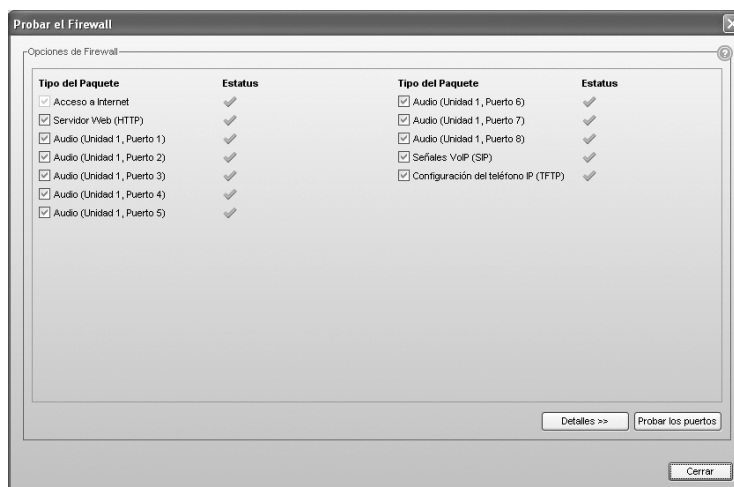 Probar el Firewall
Opciones de Firewall
Tipo del Paquete Estatus
Acceso a Internet
Servidor Web (HTTP)
Audio (Unidad 1, Puerto 1)
Audio (Unidad 1, Puerto 2)
Audio (Unidad 1, Puerto 3)
Audio (Unidad 1, Puerto 4)
Audio (Unidad 1, Puerto 5)
Tipo del Paquete Estatus
Audio (Unidad 1, Puerto 6)
Audio (Unidad 1, Puerto 7)
Audio (Unidad 1, Puerto 8)
Señales VoIP (SIP)
Configuración del teléfono IP (TFTP)
Detalles >> Probar los puertos
Cerrar